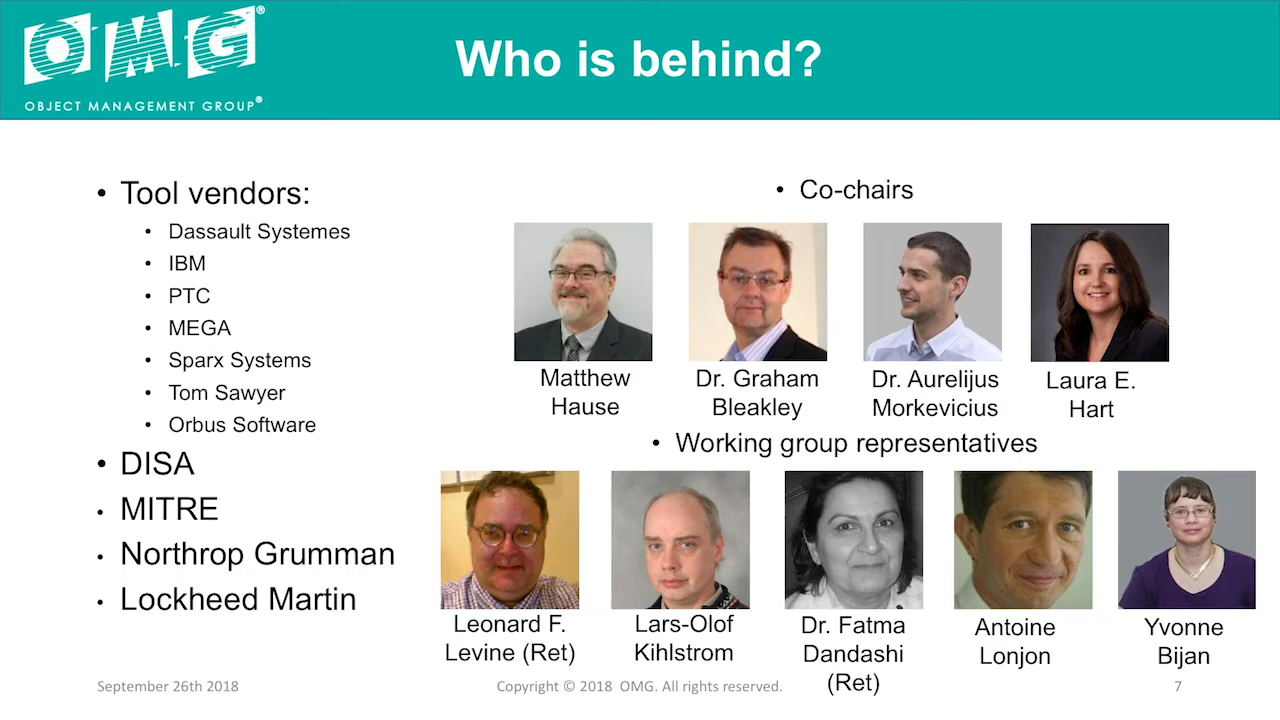 OMG®
OBJECT MANAGEMENT GROUP®
Who is behind?
• Tool vendors:
• Dassault Systemes
• IBM
• PTC
• MEGA
• Sparx Systems
• Tom Sawyer
• Orbus Software
• DISA
• MITRE
• Northrop Grumman
• Lockheed Martin
• Co-chairs
Matthew
Hause
Dr. Graham
Bleakley
Dr. Aurelijus
Morkevicius
Laura E.
Hart
• Working group representatives
Leonard F.
Levine (Ret)
Lars-Olof
Kihlstrom
Dr. Fatma
Dandashi
(Ret)
Antoine
Lonjon
Yvonne
Bijan
September 26th 2018
Copyright © 2018 OMG. All rights reserved.
7